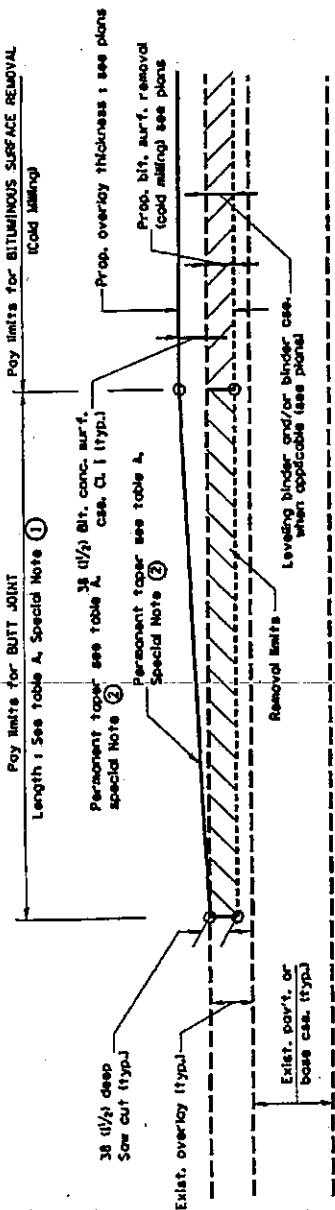 Pay limits for BUTT JOINT
Length : See table A, Special Note ①
Pay limits for BITUMINOUS SURFACE REMOVAL
(Cold Milling)
38 (1½) deep
Saw cut (typ.)
38 (1½) Bit. conc. surf.
cse. CL I (typ.)
Permanent taper see table A.
special Note ②
Permanent taper see table A,
Special Note ②
Prop. overlay thickness : see plans
Prop. bit. surf. removal
(cold milling) see plans
Exist. overlay (typ.)
Removal limits
Leveling binder and/or binder cse.
when applicable (see plans)
Exist. pav't. or
base cse. (typ.)